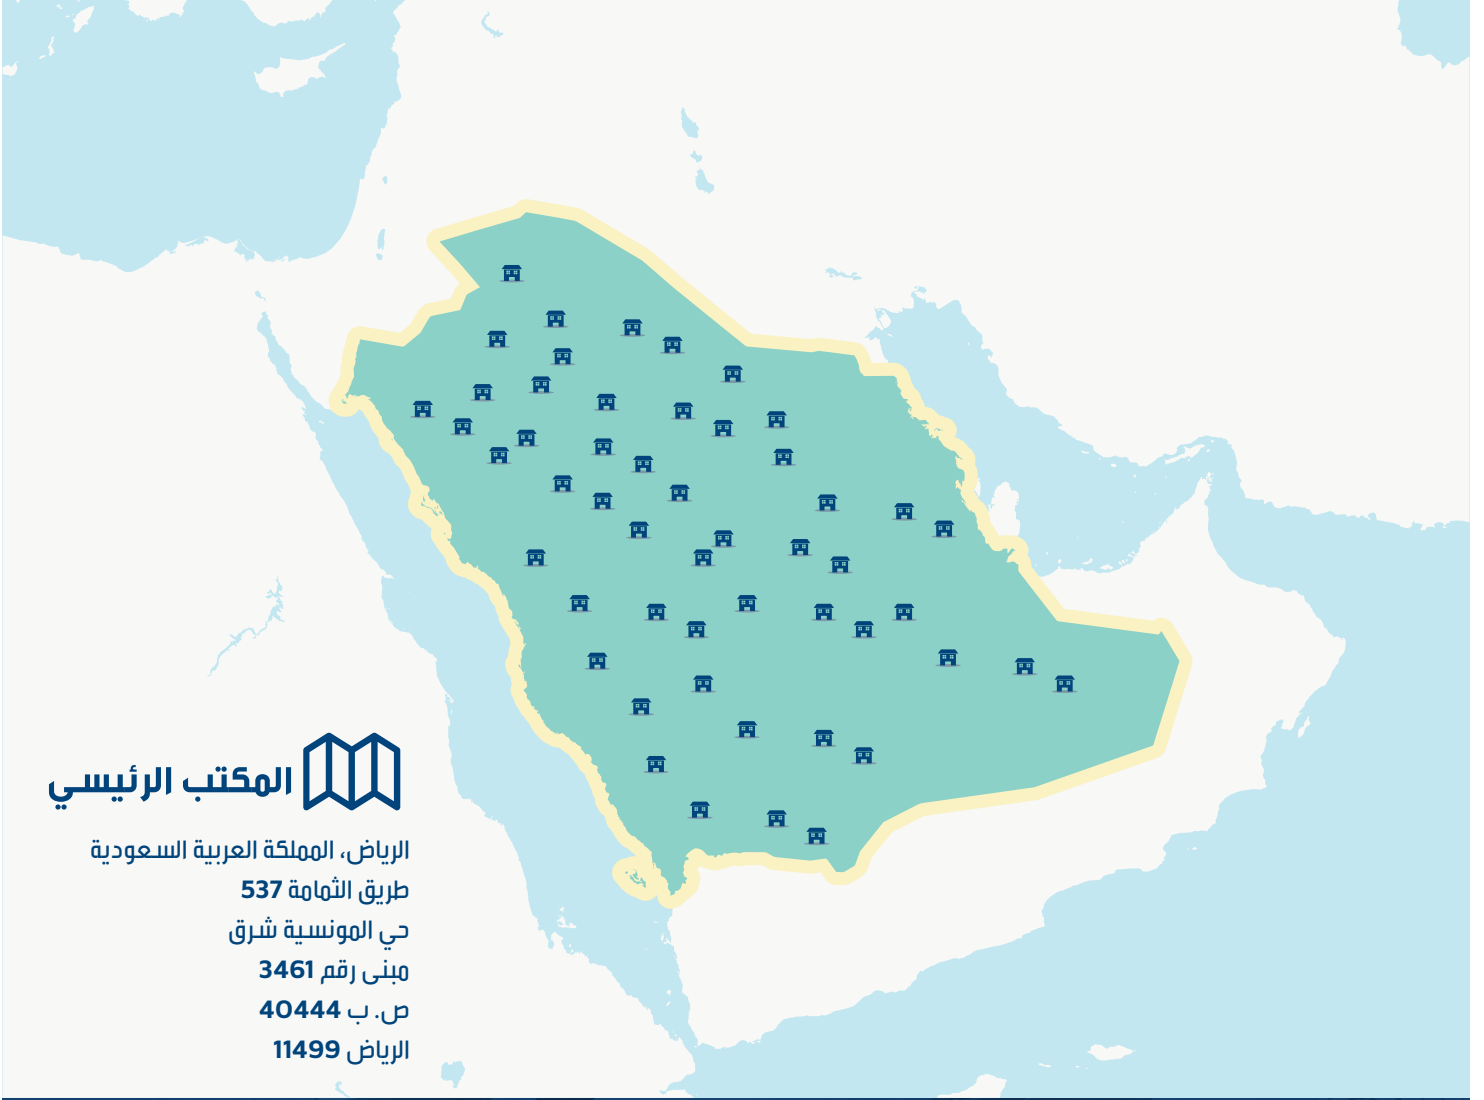 المكتب الرئيسي
الرياض، المملكة العربية السعودية
طريق الثمامة 537
حي المونسية شرق
مبنى رقم 3461
ص. ب 40444
الرياض 11499